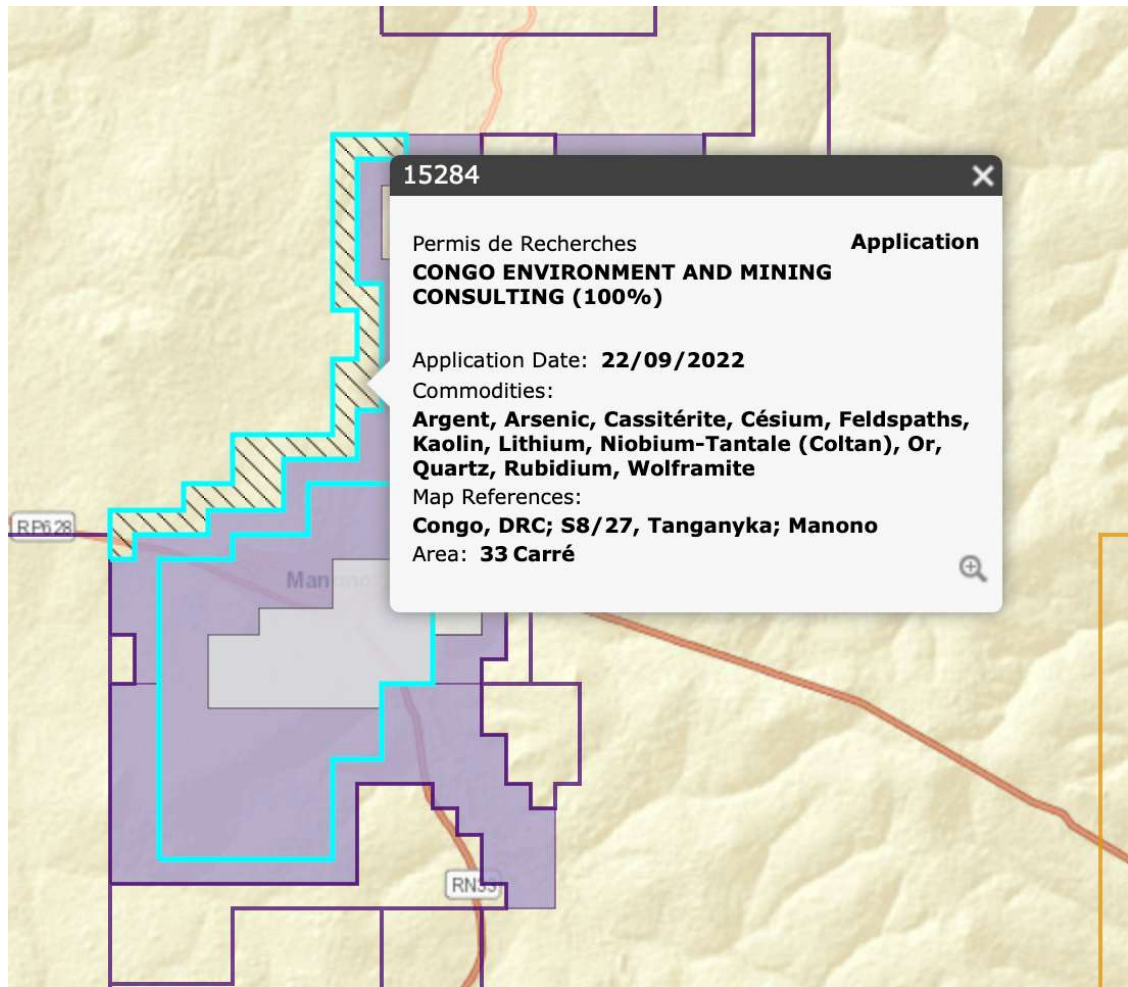 15284
Permis de Recherches
Application
CONGO ENVIRONMENT AND MINING
CONSULTING (100%)
Application Date: 22/09/2022
Commodities:
Argent, Arsenic, Cassitérite, Césium, Feldspaths,
Kaolin, Lithium, Niobium-Tantale (Coltan), Or,
Quartz, Rubidium, Wolframite
Map References:
Congo, DRC; S8/27, Tanganyka; Manono
Area: 33 Carré
RP628
Manono
RN33